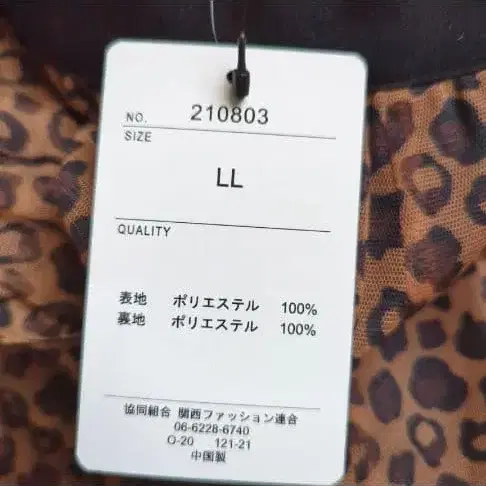 NO. 210803
SIZE
LL
QUALITY
表地 ポリエステル 100%
裏地 ポリエステル 100%
協同組合 関西ファッション連合
06-6228-6740
O-20 121-21
中国製